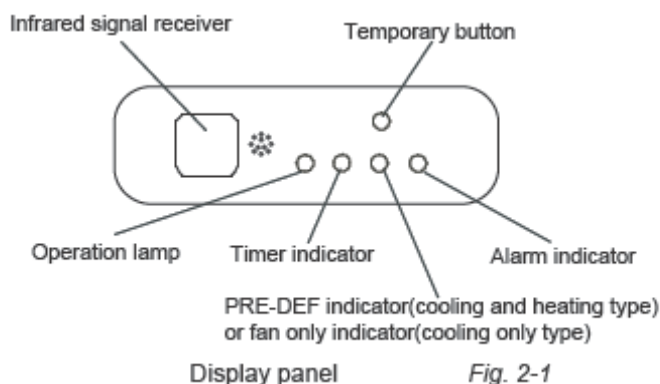 Infrared signal receiver
Temporary button
Operation lamp
Timer indicator
Alarm indicator
PRE-DEF indicator(cooling and heating type)
or fan only indicator(cooling only type)
Display panel
Fig. 2-1